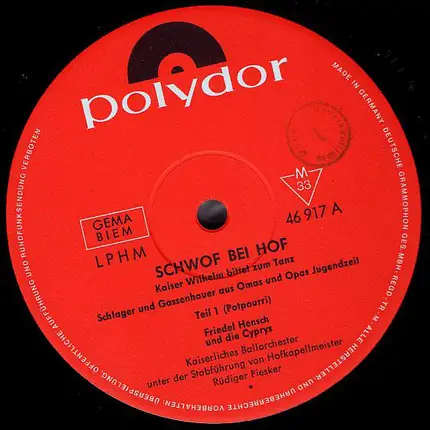 polydor
GEMA
BIEM
LPHM
M
33
46 917 A
SCHWOF BEI HOF
Kaiser Wilhelm bittet zum Tanz
Schlager und Gassenhauer aus Omas und Opas Jugendzeit
Teil 1 (Potpourri)
Friedel Hensch
und die Cyprys
Kaiserliches Ballorchester
unter der Stabführung von Hofkapellmeister
Rüdiger Piesker
MADE IN GERMANY. DEUTSCHE GRAMMOPHON GES.MBH. REGD. TR. M. ALLE HERSTELLER- UND URHEBERRECHTE VORBEHALTEN. ÜBERSPIELUNG, ÖFFENTLICHE AUFFÜHRUNG UND RUNDFUNKSENDUNG VERBOTEN